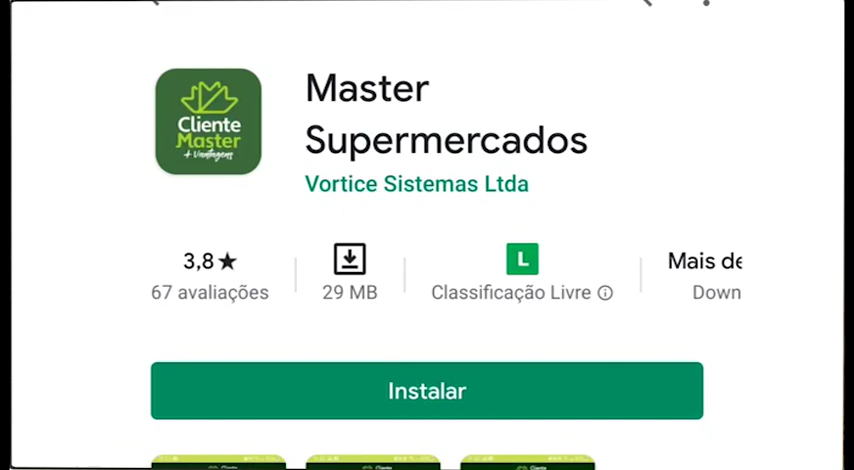 Cliente
Master
+ Vantagens
Master
Supermercados
Vortice Sistemas Ltda
3,8★
67 avaliações
29 MB
L
Classificação Livre
Mais de
Down
Instalar